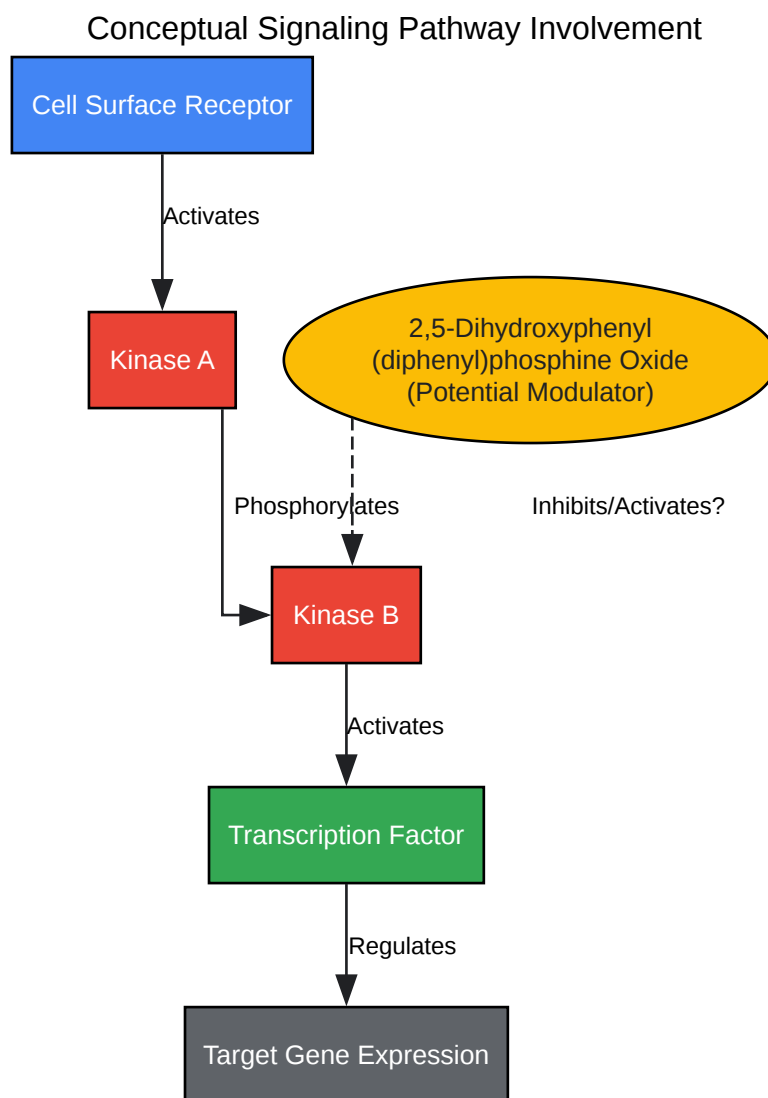 Conceptual Signaling Pathway Involvement
Cell Surface Receptor
Activates
Kinase A
2,5-Dihydroxyphenyl
(diphenyl)phosphine Oxide
(Potential Modulator)
Phosphorylates
Inhibits/Activates?
Kinase B
Activates
Transcription Factor
Regulates
Target Gene Expression